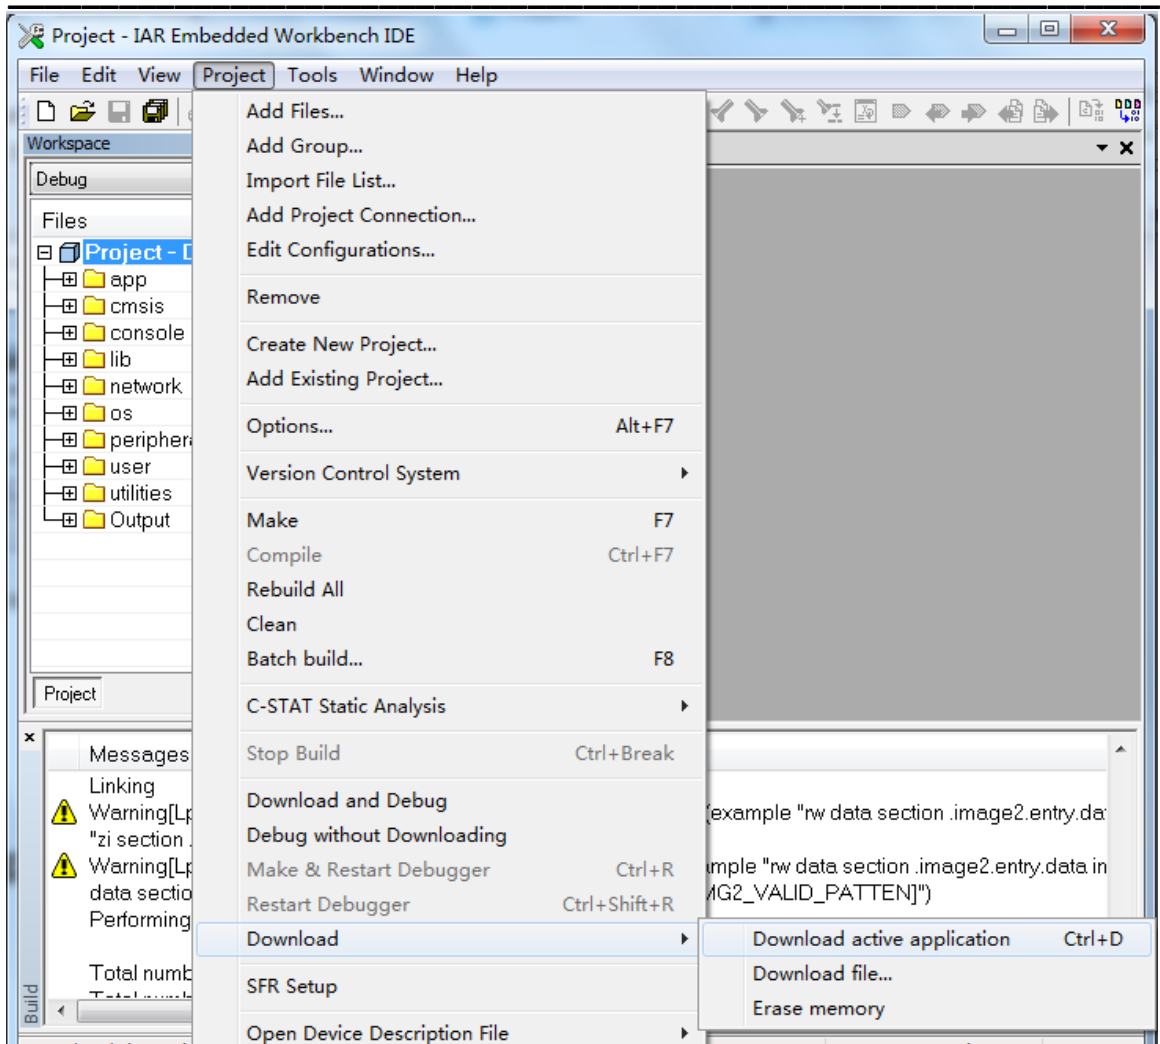 Project - IAR Embedded Workbench IDE
File Edit View Project Tools Window Help
Workspace
Debug
Files
Project - D
app
cmsis
console
lib
network
os
periphera
user
utilities
Output
Project
Add Files...
Add Group...
Import File List...
Add Project Connection...
Edit Configurations...
Remove
Create New Project...
Add Existing Project...
Options... Alt+F7
Version Control System
Make F7
Compile Ctrl+F7
Rebuild All
Clean
Batch build... F8
C-STAT Static Analysis
Stop Build Ctrl+Break
Download and Debug
Debug without Downloading
Make & Restart Debugger Ctrl+R
Restart Debugger Ctrl+Shift+R
Download
SFR Setup
Open Device Description File
Download active application Ctrl+D
Download file...
Erase memory
Messages
Linking
Warning[Lp (example "rw data section .image2.entry.da
"zi section .
Warning[Lp mple "rw data section .image2.entry.data in
data sectio MG2_VALID_PATTEN]")
Performing
Total numb
Build